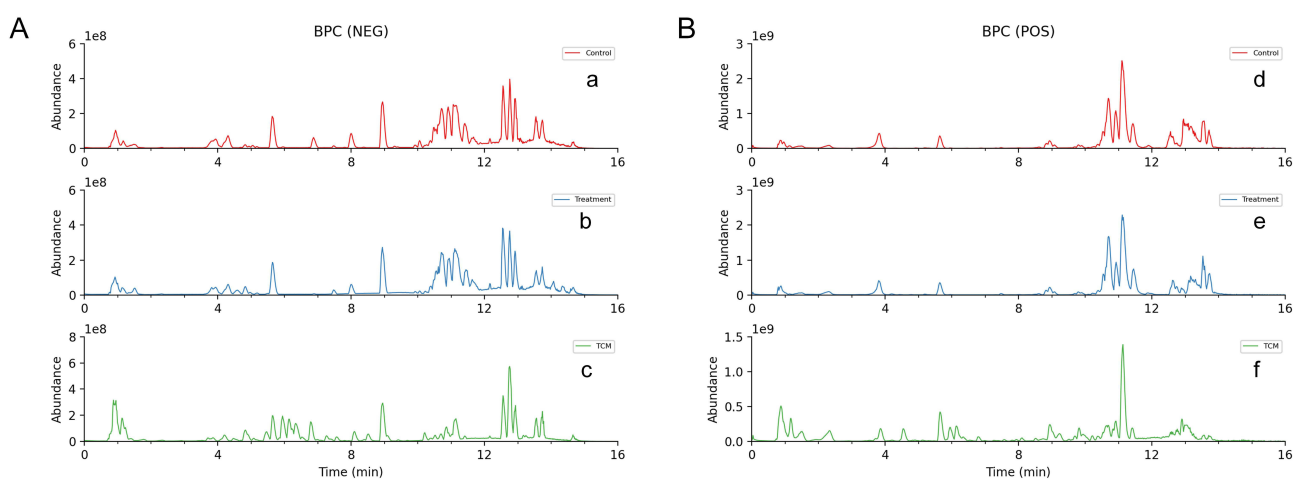 A
BPC (NEG)
1e8
Abundance
6
4
2
0
Control
a
0 4 8 12 16
1e8
Abundance
6
4
2
0
Treatment
b
0 4 8 12 16
1e8
Abundance
8
6
4
2
0
TCM
c
0 4 8 12 16
Time (min)
B
BPC (POS)
1e9
Abundance
3
2
1
0
Control
d
0 4 8 12 16
1e9
Abundance
3
2
1
0
Treatment
e
0 4 8 12 16
1e9
Abundance
1.5
1.0
0.5
0.0
TCM
f
0 4 8 12 16
Time (min)